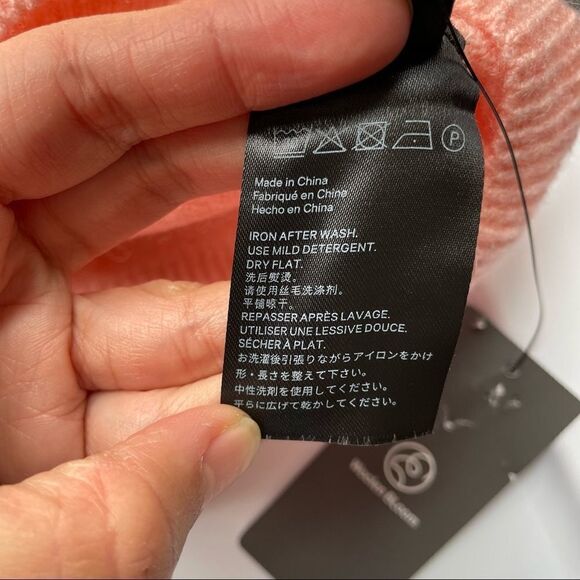 P
Made in China
Fabriqué en Chine
Hecho en China
IRON AFTER WASH.
USE MILD DETERGENT.
DRY FLAT.
洗后熨烫。
请使用丝毛洗涤剂。
平铺晾干。
REPASSER APRÈS LAVAGE.
UTILISER UNE LESSIVE DOUCE.
SÉCHER À PLAT.
お洗濯後引張りながらアイロンをかけ
形・長さを整えて下さい。
中性洗剤を使用してください。
平らに広げて乾かしてください。